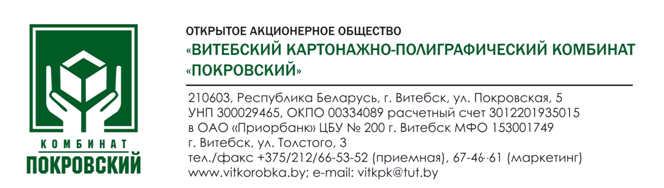 КОМБИНАТ
ПОКРОВСКИЙ
ОТКРЫТОЕ АКЦИОНЕРНОЕ ОБЩЕСТВО
«ВИТЕБСКИЙ КАРТОНАЖНО-ПОЛИГРАФИЧЕСКИЙ КОМБИНАТ
«ПОКРОВСКИЙ»
210603, Республика Беларусь, г. Витебск, ул. Покровская, 5
УНП 300029465, ОКПО 00334089 расчетный счет 3012201935015
в ОАО «Приорбанк» ЦБУ № 200 г. Витебск МФО 153001749
г. Витебск, ул. Толстого, 3
тел./факс +375/212/66-53-52 (приемная), 67-46-61 (маркетинг)
www.vitkorobka.by; e-mail: vitkpk@tut.by